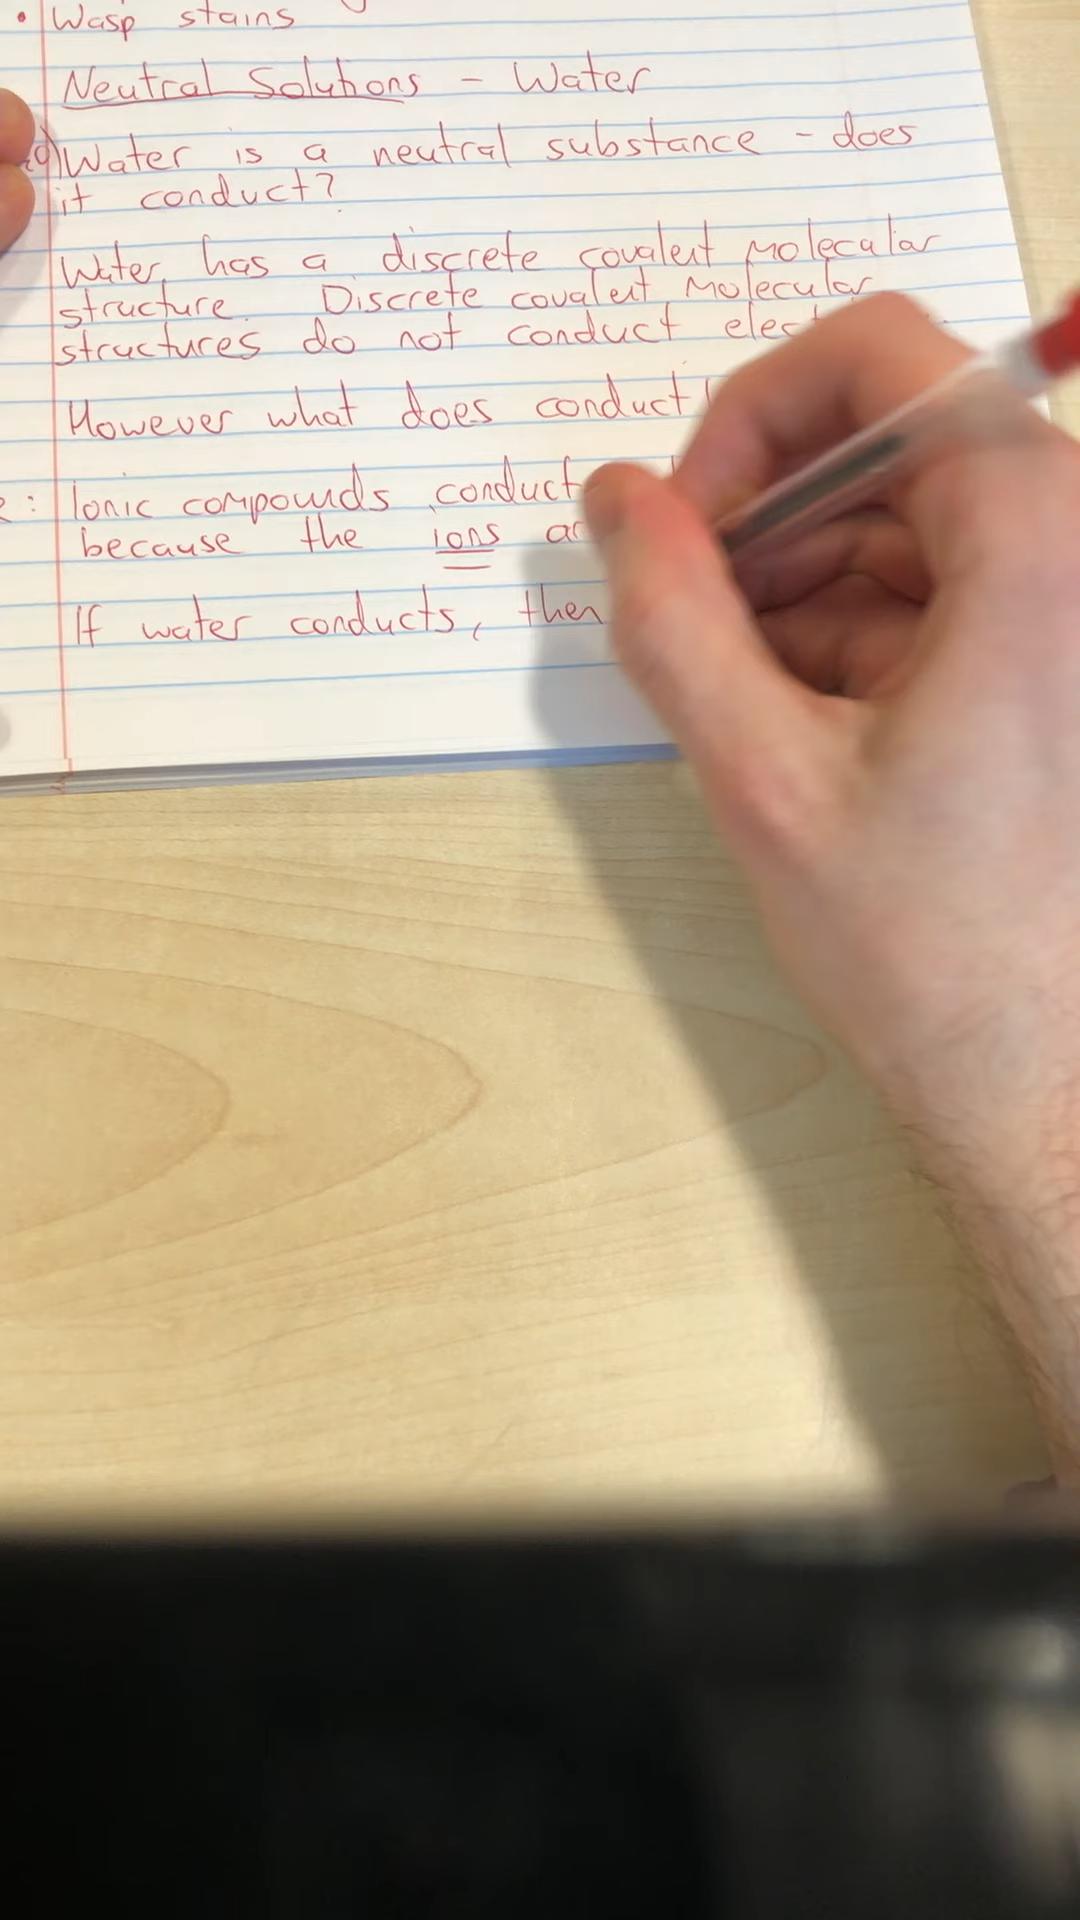 • Wasp stains
Neutral Solutions - Water
Water is a neutral substance - does
it conduct?
Water has a discrete covalent molecular
structure. Discrete covalent molecular
structures do not conduct
However what does conduct
Ionic compounds conduct
because the ions
If water conducts, then